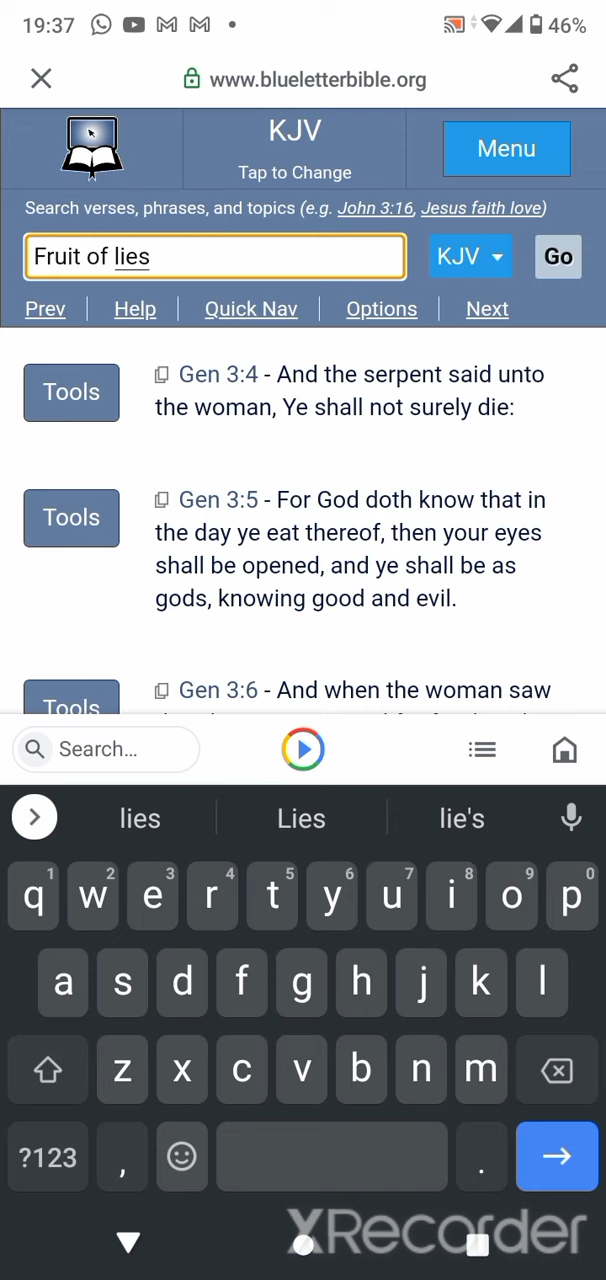 19:37 46%
www.blueletterbible.org
KJV
Tap to Change
Menu
Search verses, phrases, and topics (e.g. John 3:16, Jesus faith love)
Fruit of lies KJV Go
Prev Help Quick Nav Options Next
Tools
Gen 3:4 - And the serpent said unto
the woman, Ye shall not surely die:
Tools
Gen 3:5 - For God doth know that in
the day ye eat thereof, then your eyes
shall be opened, and ye shall be as
gods, knowing good and evil.
Tools
Gen 3:6 - And when the woman saw
Search...
lies Lies lie's
1 2 3 4 5 6 7 8 9 0
q w e r t y u i o p
a s d f g h j k l
z x c v b n m
?123 , .
XRecorder